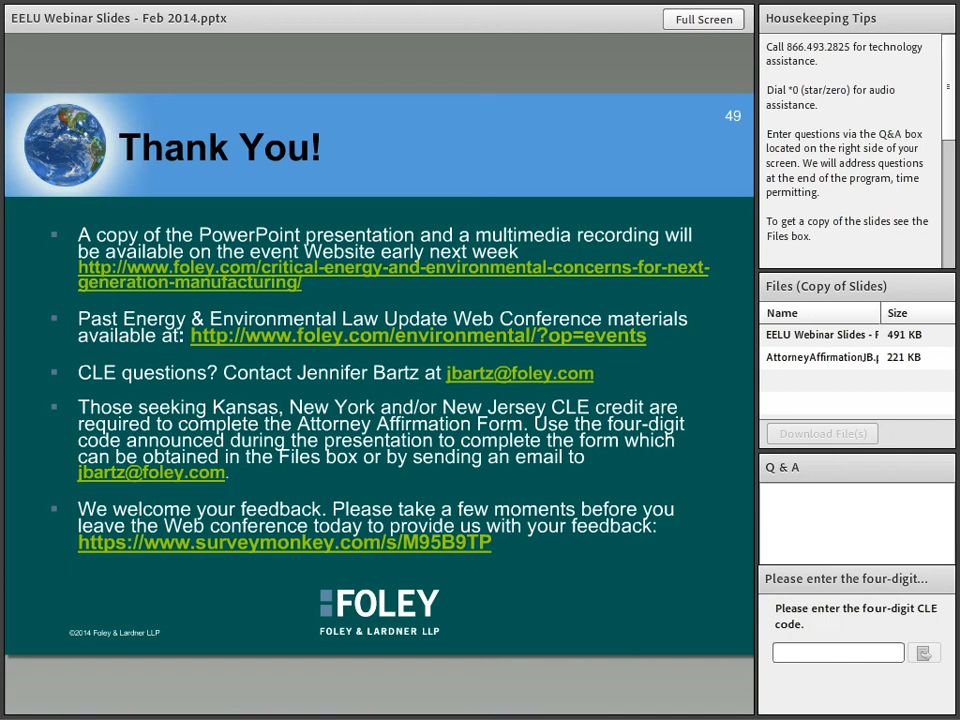 EELU Webinar Slides - Feb 2014.pptx
Full Screen
49
Thank You!
A copy of the PowerPoint presentation and a multimedia recording will
be available on the event Website early next week
http://www.foley.com/critical-energy-and-environmental-concerns-for-next-
generation-manufacturing/
Past Energy & Environmental Law Update Web Conference materials
available at: http://www.foley.com/environmental/?op=events
CLE questions? Contact Jennifer Bartz at jbartz@foley.com
Those seeking Kansas, New York and/or New Jersey CLE credit are
required to complete the Attorney Affirmation Form. Use the four-digit
code announced during the presentation to complete the form which
can be obtained in the Files box or by sending an email to
jbartz@foley.com.
We welcome your feedback. Please take a few moments before you
leave the Web conference today to provide us with your feedback:
https://www.surveymonkey.com/s/M95B9TP
FOLEY
FOLEY & LARDNER LLP
©2014 Foley & Lardner LLP
Housekeeping Tips
Call 866.493.2825 for technology
assistance.
Dial *0 (star/zero) for audio
assistance.
Enter questions via the Q&A box
located on the right side of your
screen. We will address questions
at the end of the program, time
permitting.
To get a copy of the slides see the
Files box.
Files (Copy of Slides)
Name Size
EELU Webinar Slides - F 491 KB
AttorneyAffirmationJB.p 221 KB
Download File(s)
Q & A
Please enter the four-digit...
Please enter the four-digit CLE
code.